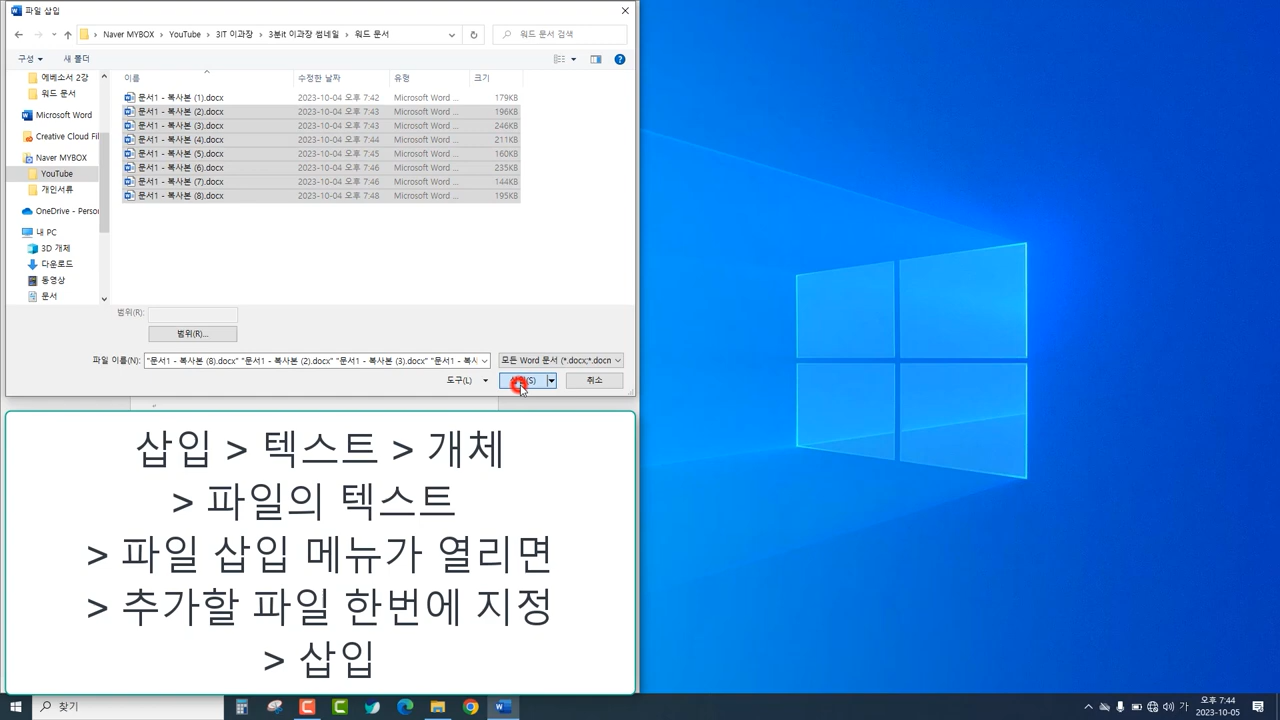 파일 삽입
Naver MYBOX > YouTube > 3IT 이과장 > 3분it 이과장 썸네일 > 워드 문서
워드 문서 검색
구성
새 폴더
이름
수정한 날짜
유형
크기
에베소서 2강
워드 문서
Microsoft Word
Creative Cloud Fil
Naver MYBOX
YouTube
개인서류
OneDrive - Person
내 PC
3D 개체
다운로드
동영상
문서
문서1 - 복사본 (1).docx 2023-10-04 오후 7:42 Microsoft Word ... 179KB
문서1 - 복사본 (2).docx 2023-10-04 오후 7:43 Microsoft Word ... 196KB
문서1 - 복사본 (3).docx 2023-10-04 오후 7:43 Microsoft Word ... 246KB
문서1 - 복사본 (4).docx 2023-10-04 오후 7:44 Microsoft Word ... 211KB
문서1 - 복사본 (5).docx 2023-10-04 오후 7:45 Microsoft Word ... 160KB
문서1 - 복사본 (6).docx 2023-10-04 오후 7:46 Microsoft Word ... 235KB
문서1 - 복사본 (7).docx 2023-10-04 오후 7:46 Microsoft Word ... 144KB
문서1 - 복사본 (8).docx 2023-10-04 오후 7:48 Microsoft Word ... 195KB
범위(R):
범위(R)...
파일 이름(N):
"문서1 - 복사본 (8).docx" "문서1 - 복사본 (2).docx" "문서1 - 복사본 (3).docx" "문서1 - 복사
모든 Word 문서 (*.docx;*.docn
도구(L)
취소
삽입 > 텍스트 > 개체
> 파일의 텍스트
> 파일 삽입 메뉴가 열리면
> 추가할 파일 한번에 지정
> 삽입
찾기
가
오후 7:44
2023-10-05